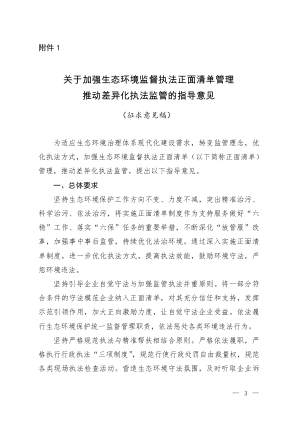 附件 1
关于加强生态环境监督执法正面清单管理
推动差异化执法监管的指导意见
（征求意见稿）
为适应生态环境治理体系现代化建设需求，转变监管理念，优
化执法方式，加强生态环境监督执法正面清单（以下简称正面清单）
管理，推动差异化执法监管，提出以下指导意见。
一、总体要求
坚持生态环境保护工作方向不变、力度不减，突出精准治污、
科学治污、依法治污，将实施正面清单制度作为支持服务做好“六
稳”工作、落实“六保”任务的重要举措，不断深化“放管服”改
革，加强事中事后监管，持续优化法治环境。通过深入实施正面清
单制度，进一步优化执法方式，提高执法效能，鼓励环境守法，严
惩环境违法。
坚持引导企业自觉守法与加强监管执法并重原则，将一部分符
合条件的守法模范企业纳入正面清单，对其充分信任和支持，发挥
示范引领作用，加大正向激励力度，让自觉守法企业受益，依法履
行生态环境保护统一监督管理职责，依法惩处各类环境违法行为。
坚持严格规范执法与精准帮扶相结合原则。严格依法履职，严
格执行行政执法“三项制度”，规范行使行政处罚自由裁量权，规范
各类现场执法检查活动。营造生态环境守法氛围，及时听取企业诉
3